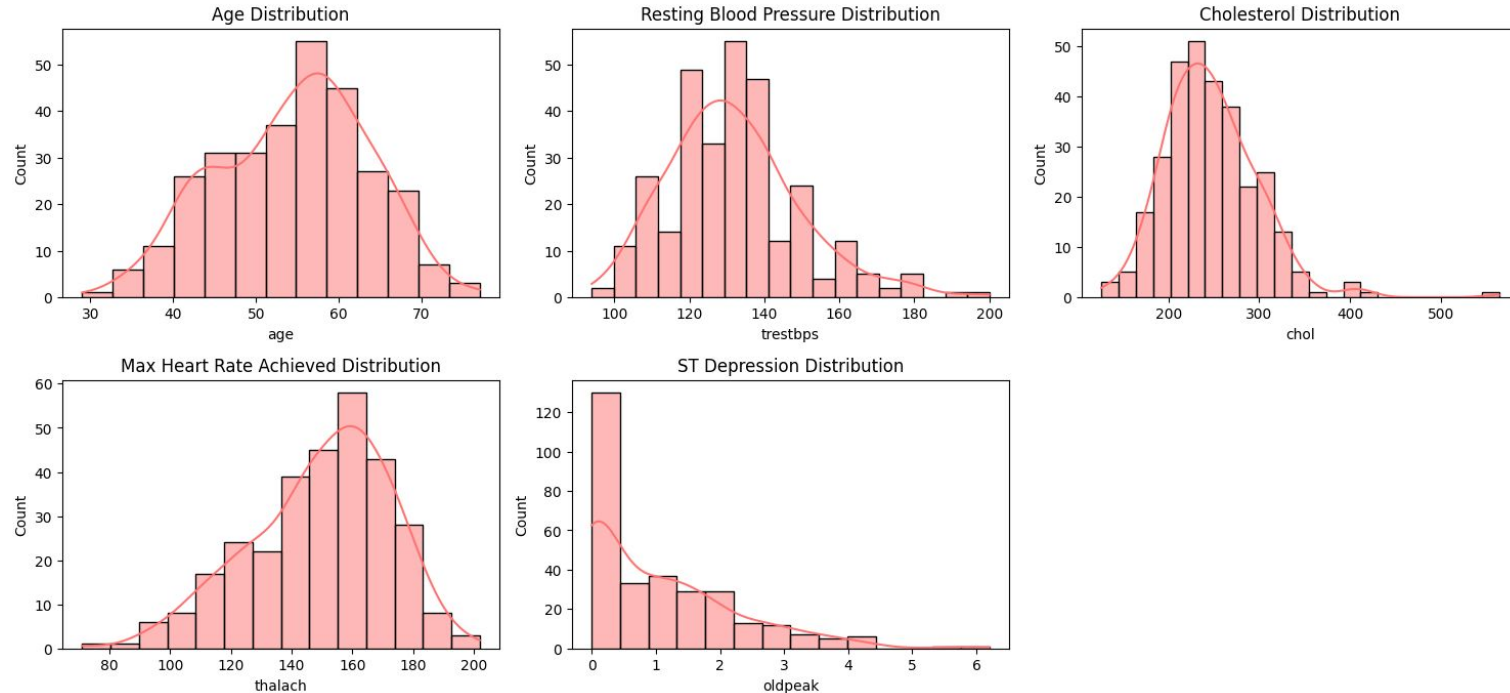 Age Distribution
Count
50
40
30
20
10
0
30 40 50 60 70
age
Resting Blood Pressure Distribution
Count
50
40
30
20
10
0
100 120 140 160 180 200
trestbps
Cholesterol Distribution
Count
50
40
30
20
10
0
200 300 400 500
chol
Max Heart Rate Achieved Distribution
Count
60
50
40
30
20
10
0
80 100 120 140 160 180 200
thalach
ST Depression Distribution
Count
120
100
80
60
40
20
0
0 1 2 3 4 5 6
oldpeak